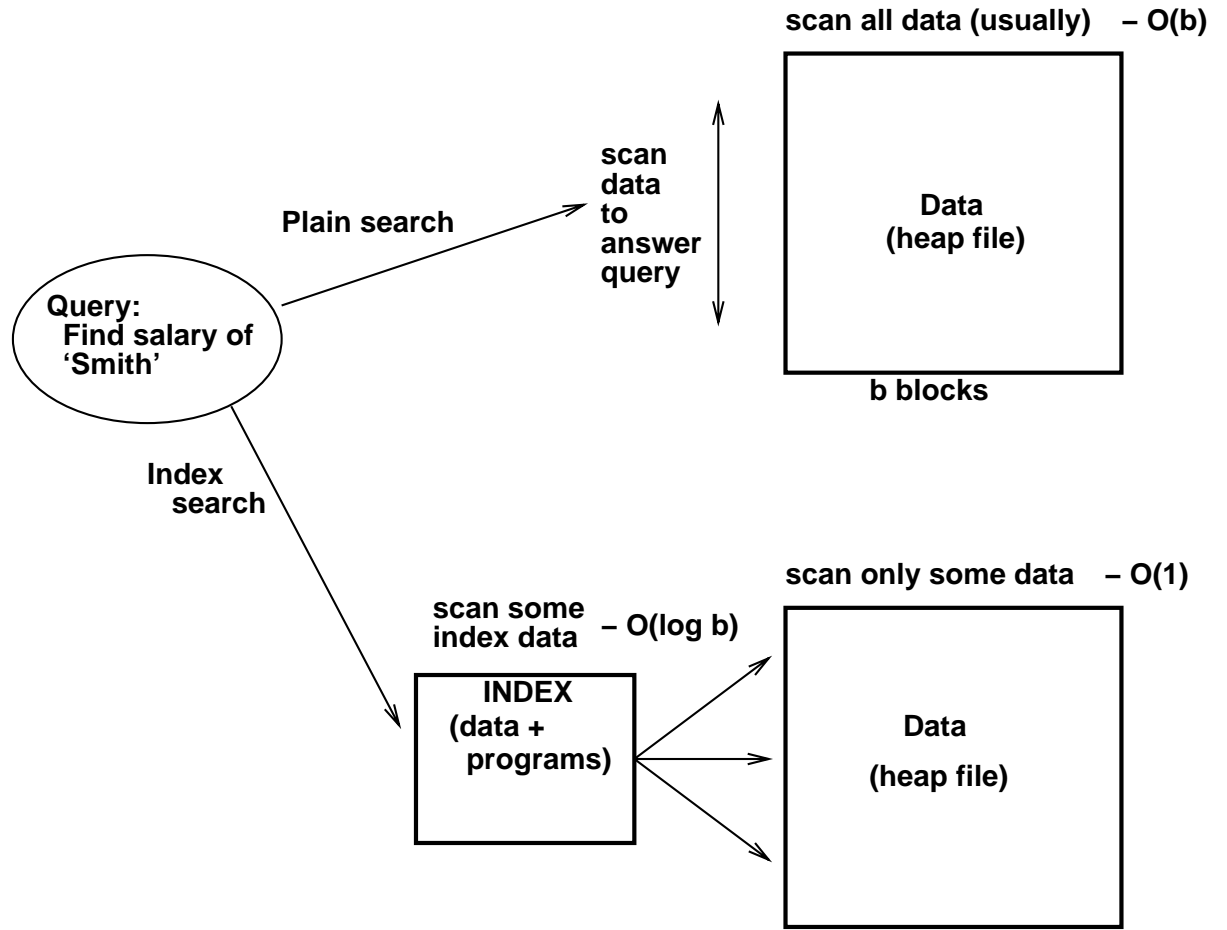 scan all data (usually) – O(b)
scan
data
to
answer
query
Data
(heap file)
Plain search
Query:
Find salary of
‘Smith’
b blocks
Index
search
scan only some data – O(1)
scan some
index data – O(log b)
INDEX
(data +
programs)
Data
(heap file)